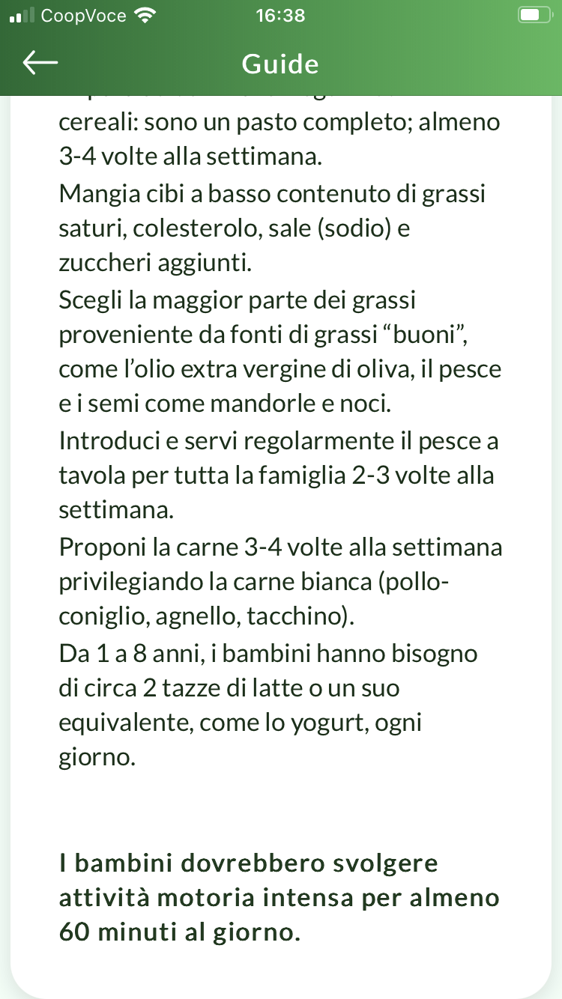 CoopVoce
16:38
Guide
cereali: sono un pasto completo; almeno
3-4 volte alla settimana.
Mangia cibi a basso contenuto di grassi
saturi, colesterolo, sale (sodio) e
zuccheri aggiunti.
Scegli la maggior parte dei grassi
proveniente da fonti di grassi “buoni”,
come l’olio extra vergine di oliva, il pesce
e i semi come mandorle e noci.
Introduci e servi regolarmente il pesce a
tavola per tutta la famiglia 2-3 volte alla
settimana.
Proponi la carne 3-4 volte alla settimana
privilegiando la carne bianca (pollo-
coniglio, agnello, tacchino).
Da 1 a 8 anni, i bambini hanno bisogno
di circa 2 tazze di latte o un suo
equivalente, come lo yogurt, ogni
giorno.
I bambini dovrebbero svolgere
attività motoria intensa per almeno
60 minuti al giorno.